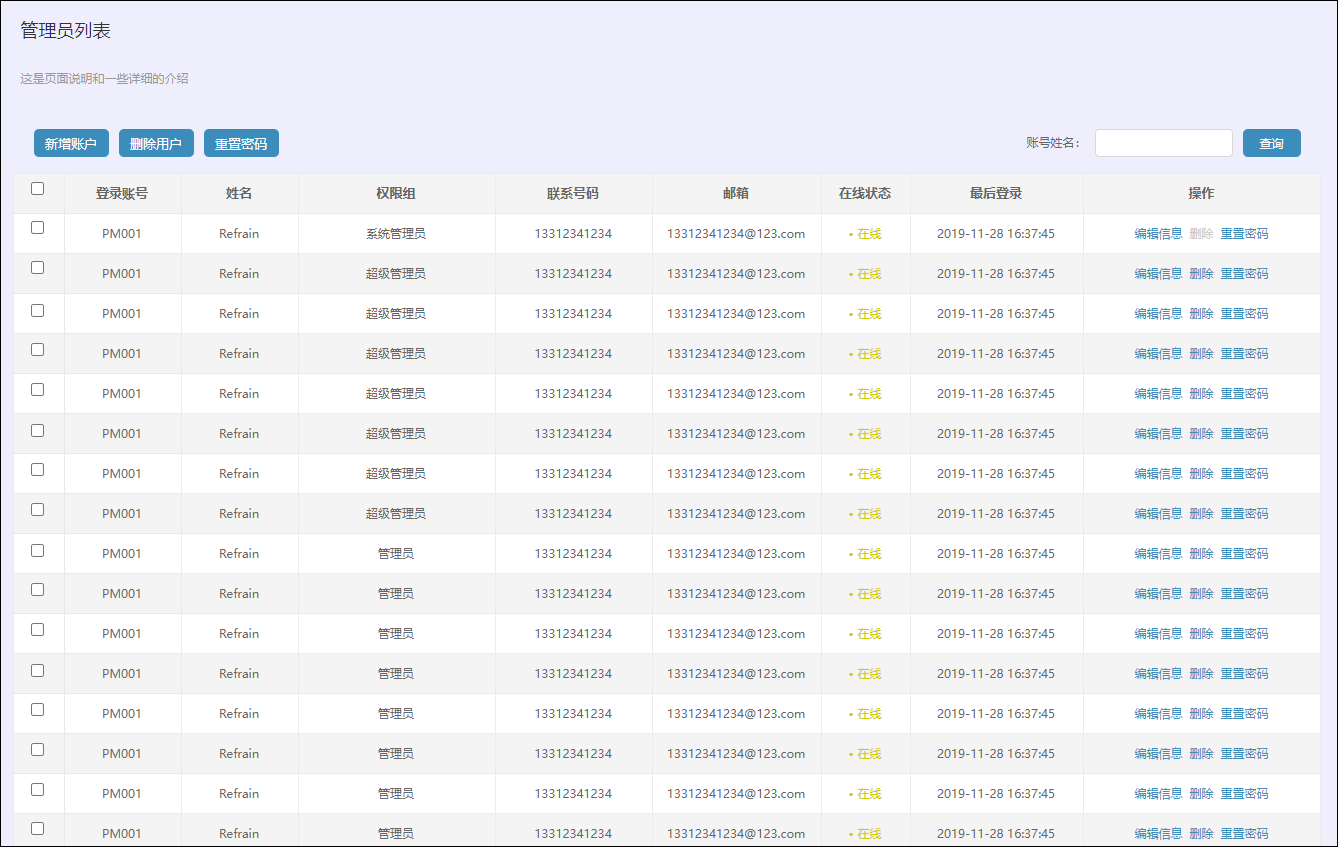 管理员列表
这是页面说明和一些详细的介绍
新增账户 删除用户 重置密码 账号姓名： 查询
登录账号 姓名 权限组 联系号码 邮箱 在线状态 最后登录 操作
PM001 Refrain 系统管理员 13312341234 13312341234@123.com • 在线 2019-11-28 16:37:45 编辑信息 删除 重置密码
PM001 Refrain 超级管理员 13312341234 13312341234@123.com • 在线 2019-11-28 16:37:45 编辑信息 删除 重置密码
PM001 Refrain 超级管理员 13312341234 13312341234@123.com • 在线 2019-11-28 16:37:45 编辑信息 删除 重置密码
PM001 Refrain 超级管理员 13312341234 13312341234@123.com • 在线 2019-11-28 16:37:45 编辑信息 删除 重置密码
PM001 Refrain 超级管理员 13312341234 13312341234@123.com • 在线 2019-11-28 16:37:45 编辑信息 删除 重置密码
PM001 Refrain 超级管理员 13312341234 13312341234@123.com • 在线 2019-11-28 16:37:45 编辑信息 删除 重置密码
PM001 Refrain 超级管理员 13312341234 13312341234@123.com • 在线 2019-11-28 16:37:45 编辑信息 删除 重置密码
PM001 Refrain 超级管理员 13312341234 13312341234@123.com • 在线 2019-11-28 16:37:45 编辑信息 删除 重置密码
PM001 Refrain 管理员 13312341234 13312341234@123.com • 在线 2019-11-28 16:37:45 编辑信息 删除 重置密码
PM001 Refrain 管理员 13312341234 13312341234@123.com • 在线 2019-11-28 16:37:45 编辑信息 删除 重置密码
PM001 Refrain 管理员 13312341234 13312341234@123.com • 在线 2019-11-28 16:37:45 编辑信息 删除 重置密码
PM001 Refrain 管理员 13312341234 13312341234@123.com • 在线 2019-11-28 16:37:45 编辑信息 删除 重置密码
PM001 Refrain 管理员 13312341234 13312341234@123.com • 在线 2019-11-28 16:37:45 编辑信息 删除 重置密码
PM001 Refrain 管理员 13312341234 13312341234@123.com • 在线 2019-11-28 16:37:45 编辑信息 删除 重置密码
PM001 Refrain 管理员 13312341234 13312341234@123.com • 在线 2019-11-28 16:37:45 编辑信息 删除 重置密码
PM001 Refrain 管理员 13312341234 13312341234@123.com • 在线 2019-11-28 16:37:45 编辑信息 删除 重置密码